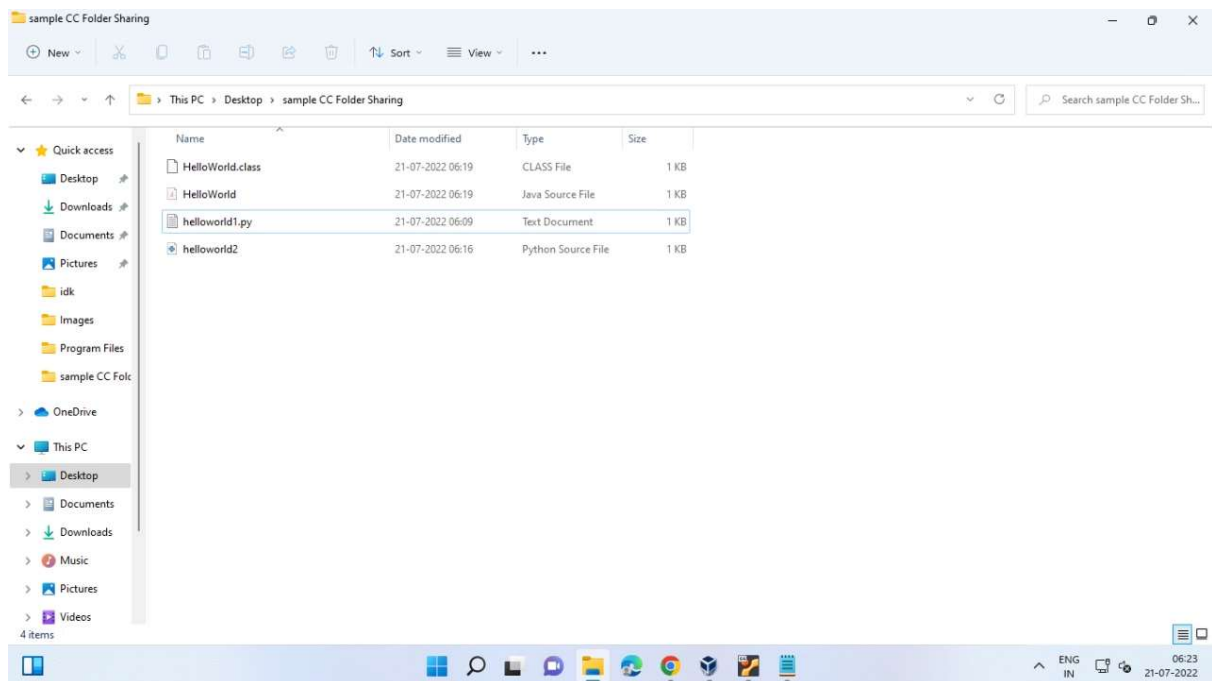 sample CC Folder Sharing
New Sort View
This PC > Desktop > sample CC Folder Sharing Search sample CC Folder Sh...
Name Date modified Type Size
HelloWorld.class 21-07-2022 06:19 CLASS File 1 KB
HelloWorld 21-07-2022 06:19 Java Source File 1 KB
helloworld1.py 21-07-2022 06:09 Text Document 1 KB
helloworld2 21-07-2022 06:16 Python Source File 1 KB
Quick access
Desktop
Downloads
Documents
Pictures
idk
Images
Program Files
sample CC Folc
OneDrive
This PC
Desktop
Documents
Downloads
Music
Pictures
Videos
4 items
ENG 06:23
IN 21-07-2022